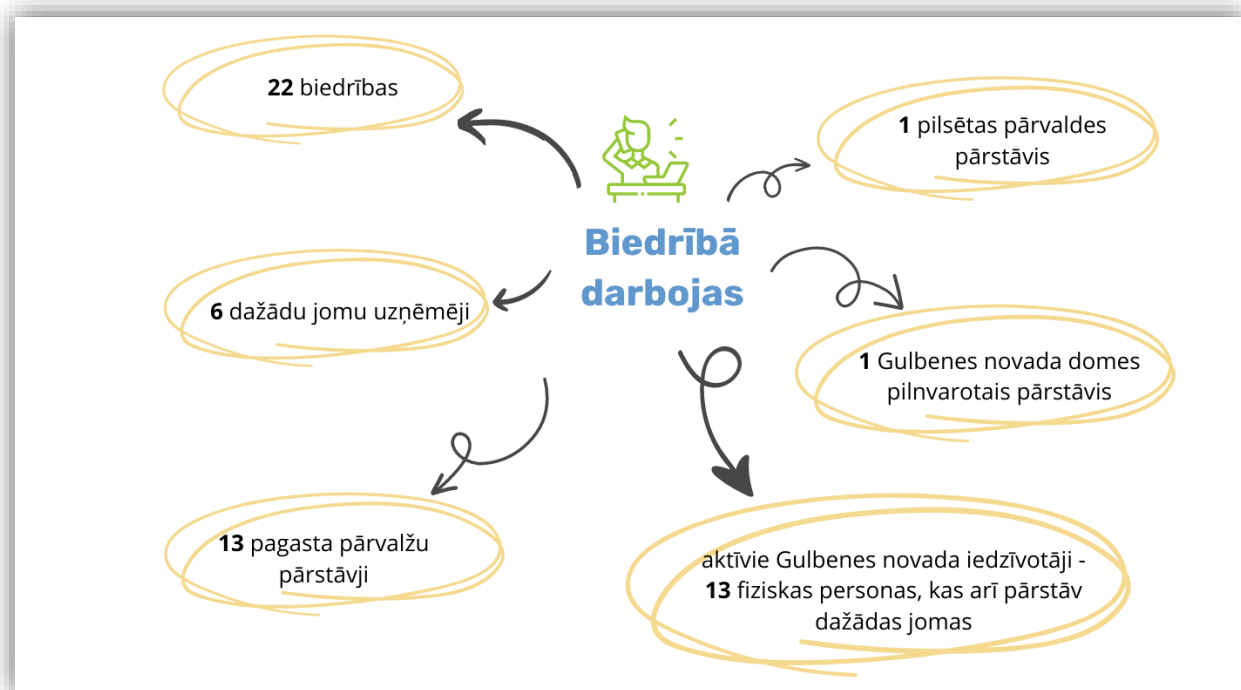 22 biedrības
1 pilsētas pārvaldes
pārstāvis
Biedrībā
darbojas
6 dažādu jomu uzņēmēji
1 Gulbenes novada domes
pilnvarotais pārstāvis
13 pagasta pārvalžu
pārstāvji
aktīvie Gulbenes novada iedzīvotāji -
13 fiziskas personas, kas arī pārstāv
dažādas jomas